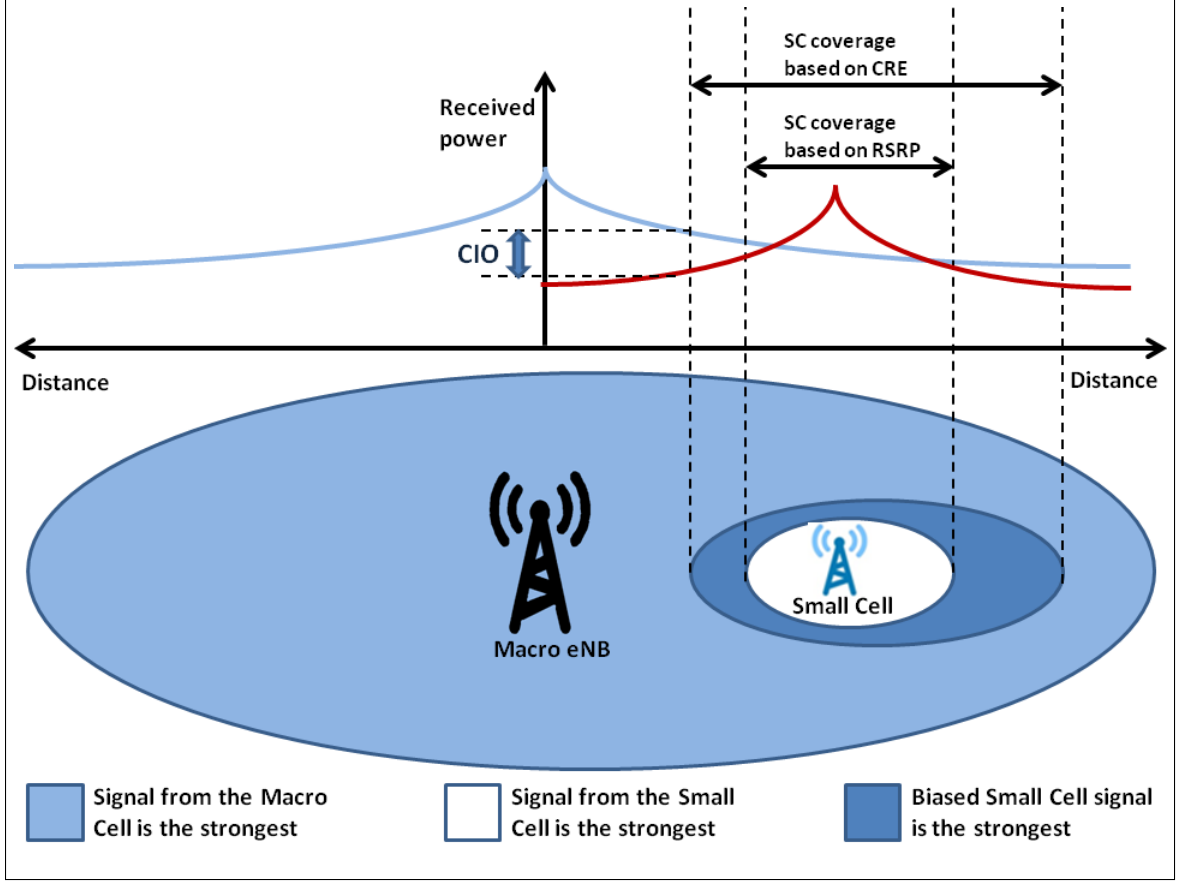 SC coverage
based on CRE
Received
power
SC coverage
based on RSRP
CIO
Distance
Distance
Small Cell
Macro eNB
Signal from the Macro
Cell is the strongest
Signal from the Small
Cell is the strongest
Biased Small Cell signal
is the strongest